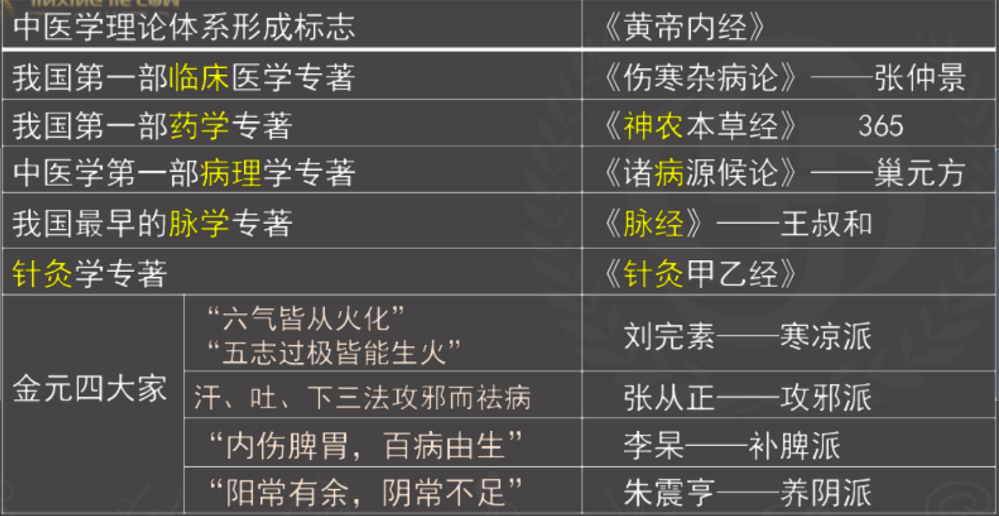 中医学理论体系形成标志 《黄帝内经》
我国第一部临床医学专著 《伤寒杂病论》——张仲景
我国第一部药学专著 《神农本草经》 365
中医学第一部病理学专著 《诸病源候论》——巢元方
我国最早的脉学专著 《脉经》——王叔和
针灸学专著 《针灸甲乙经》
金元四大家
“六气皆从火化”
“五志过极皆能生火”
刘完素——寒凉派
汗、吐、下三法攻邪而祛病 张从正——攻邪派
“内伤脾胃，百病由生” 李杲——补脾派
“阳常有余，阴常不足” 朱震亨——养阴派